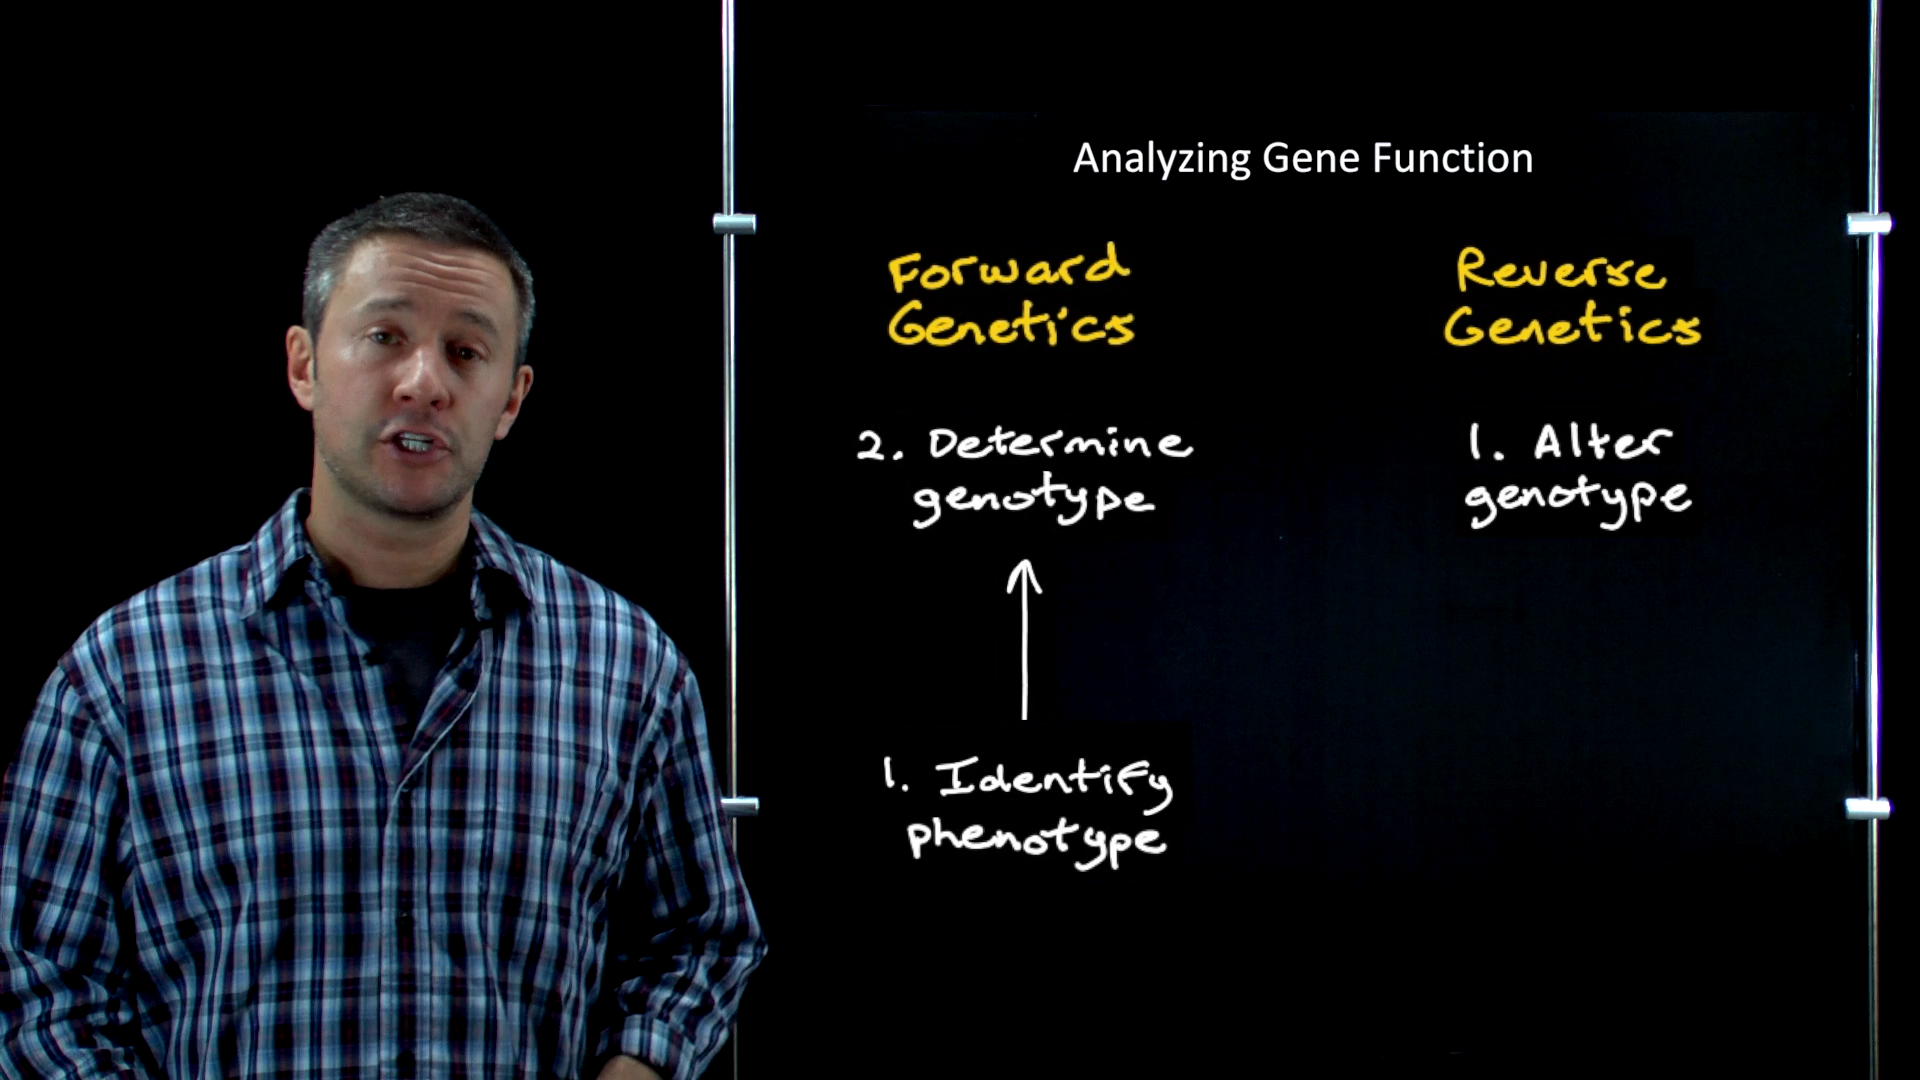 Analyzing Gene Function
Forward
Genetics
Reverse
Genetics
2. Determine
genotype
1. Alter
genotype
1. Identify
phenotype